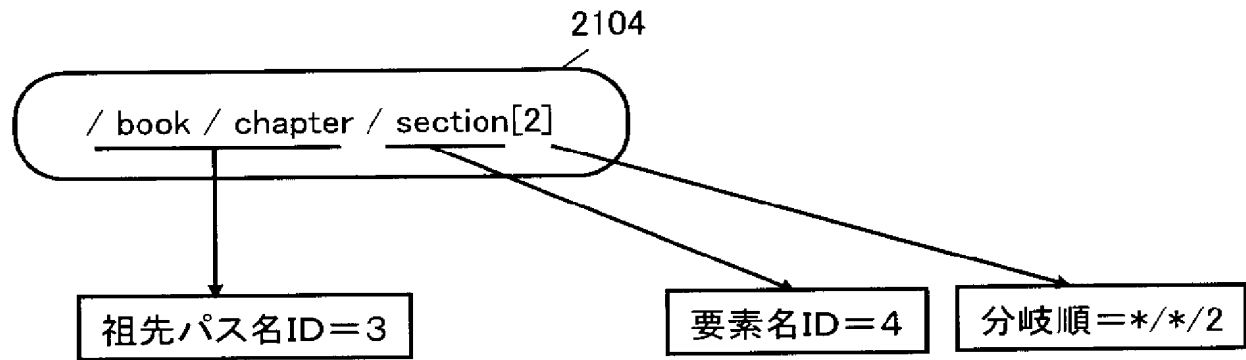 2104
/ book / chapter / section[2]
祖先パス名ID=3
要素名ID=4
分岐順=*/*/2